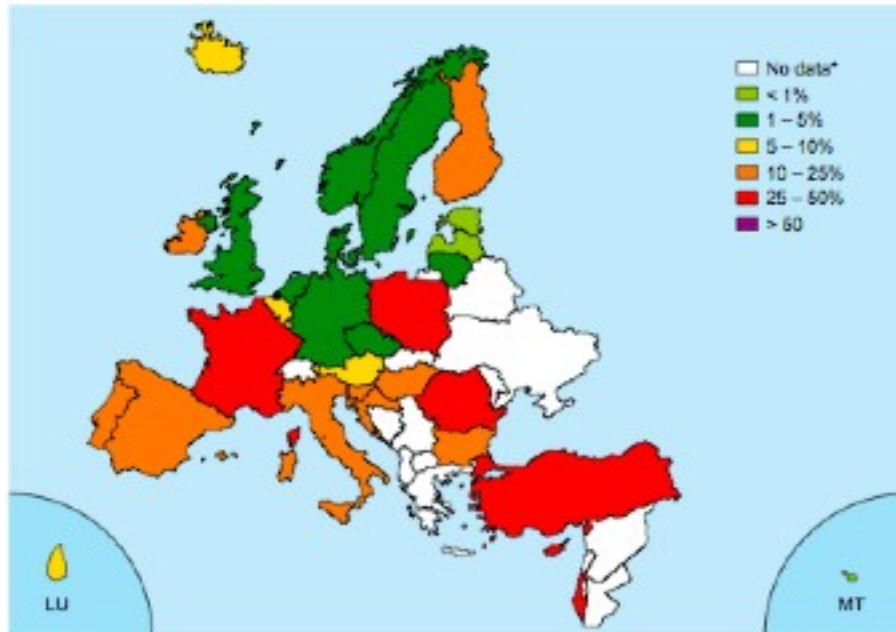 No data*
< 1%
1 – 5%
5 – 10%
10 – 25%
25 – 50%
> 50
LU
MT